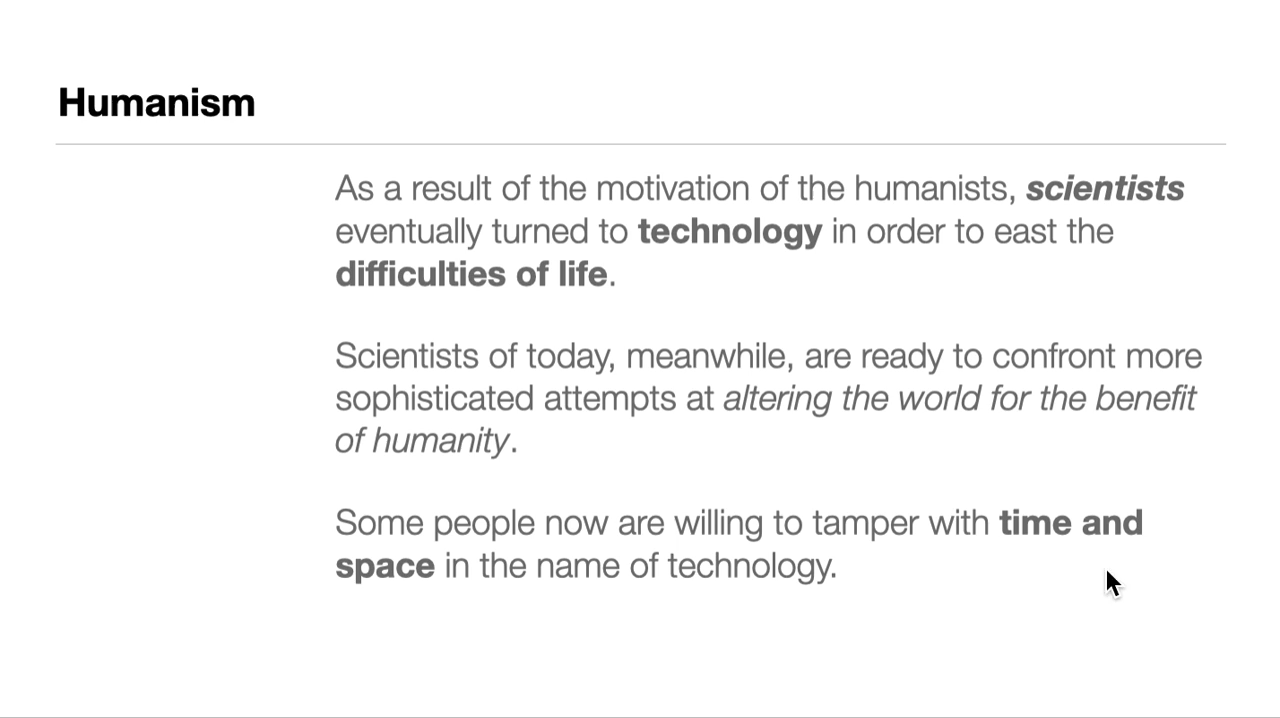 Humanism
As a result of the motivation of the humanists, scientists
eventually turned to technology in order to east the
difficulties of life.
Scientists of today, meanwhile, are ready to confront more
sophisticated attempts at altering the world for the benefit
of humanity.
Some people now are willing to tamper with time and
space in the name of technology.